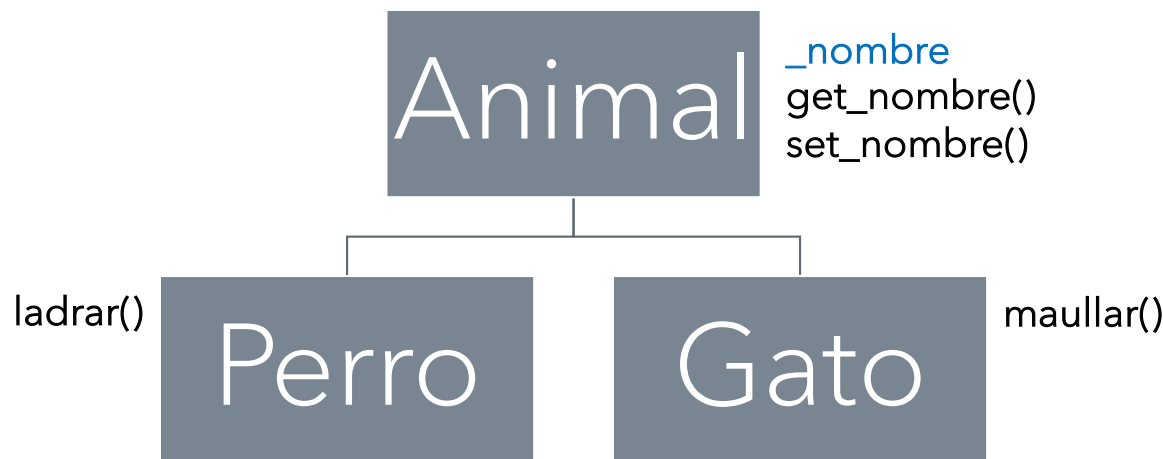 Animal
_nombre
get_nombre()
set_nombre()
ladrar()
Perro
Gato
maullar()